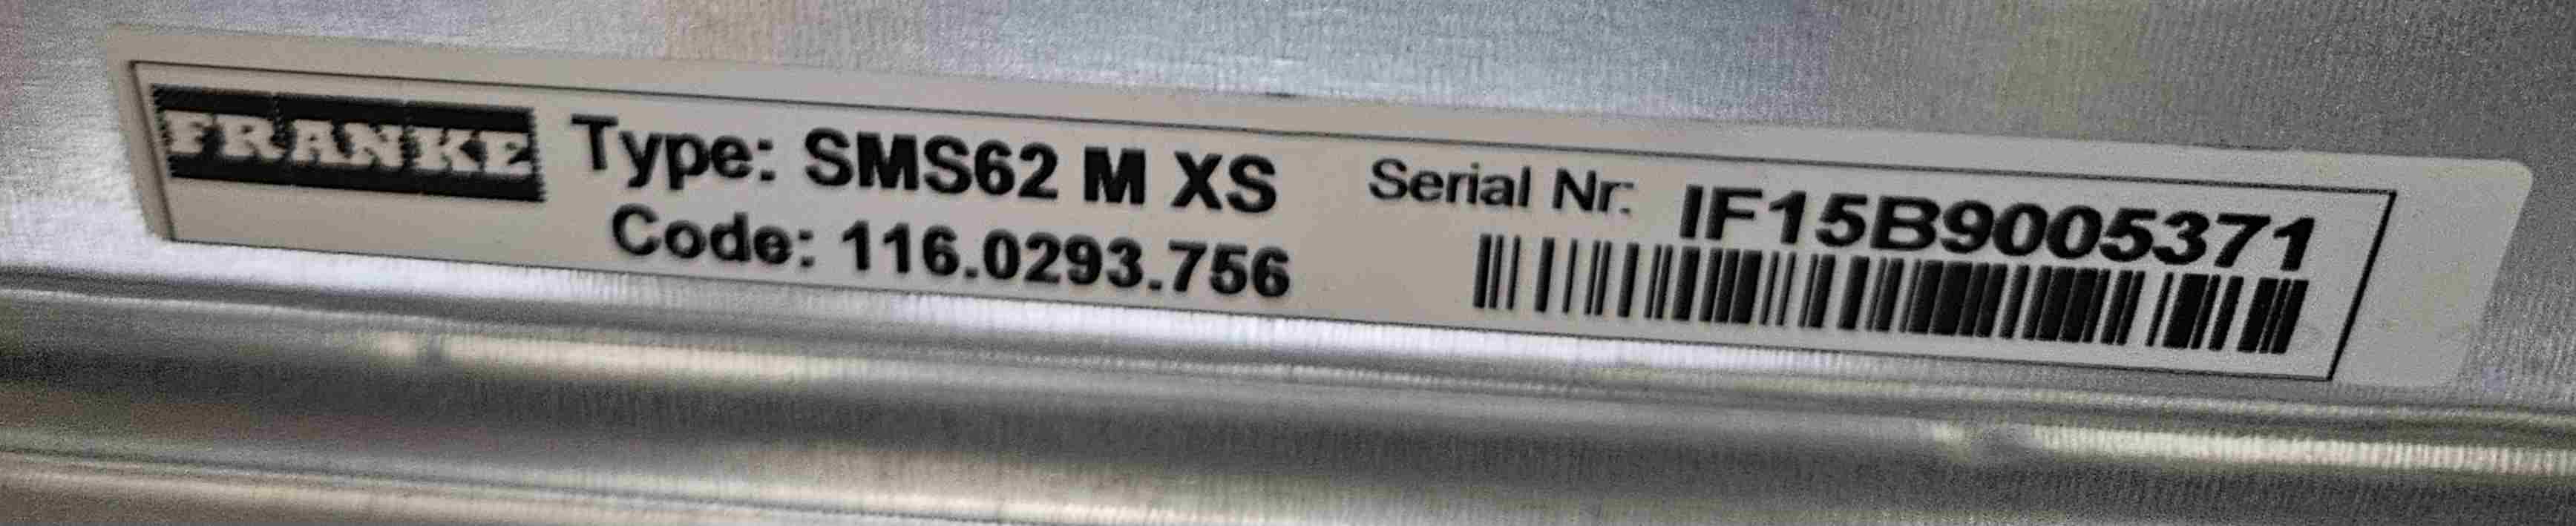 FRANKE
Type: SMS62 M XS
Code: 116.0293.756
Serial Nr: IF15B9005371